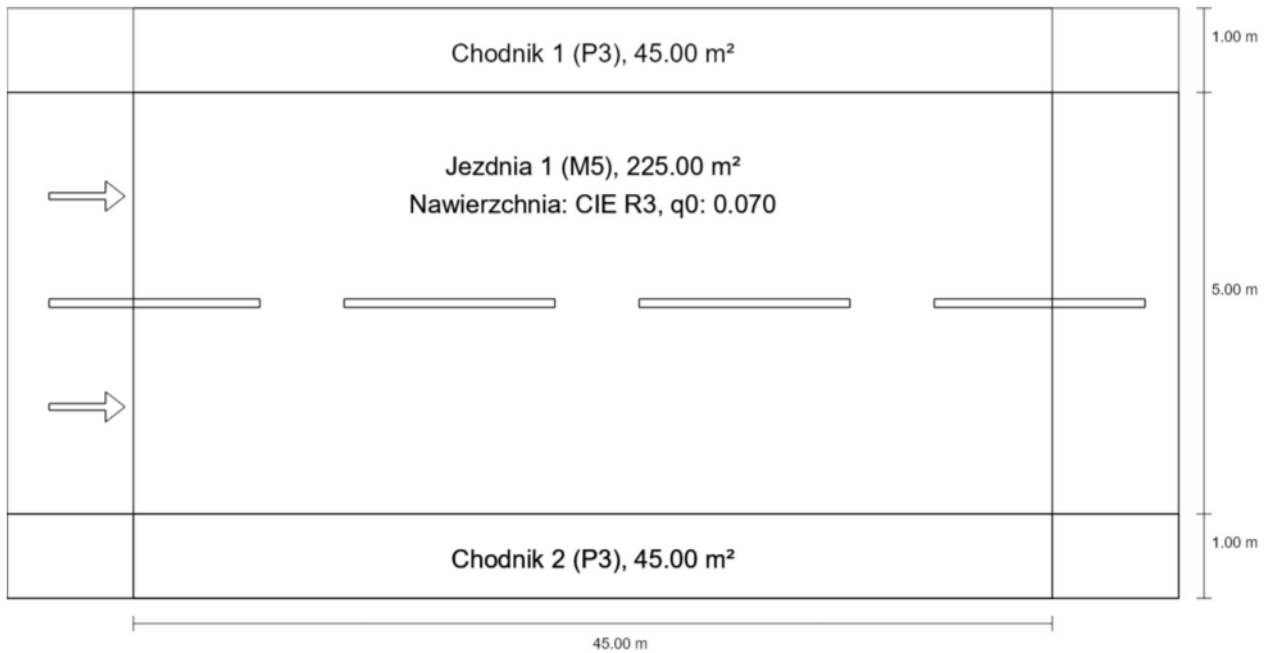 Chodnik 1 (P3), 45.00 m²
1.00 m
Jezdnia 1 (M5), 225.00 m²
Nawierzchnia: CIE R3, q0: 0.070
5.00 m
Chodnik 2 (P3), 45.00 m²
1.00 m
45.00 m